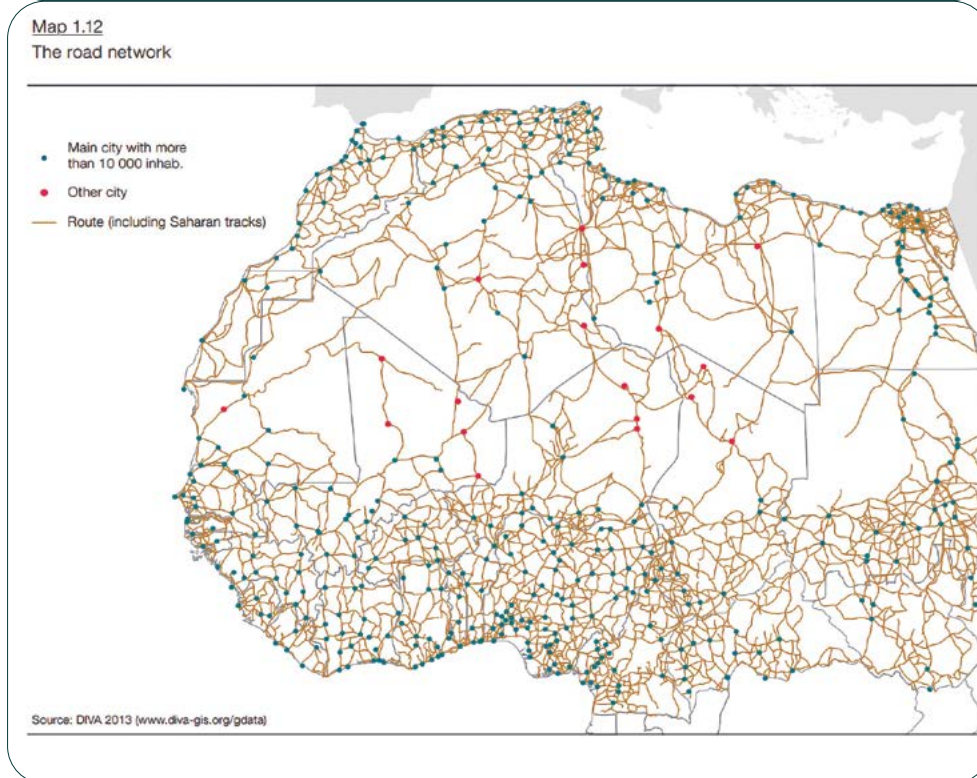 Map 1.12
The road network
Main city with more
than 10 000 inhab.
Other city
Route (including Saharan tracks)
Source: DIVA 2013 (www.diva-gis.org/gdata)